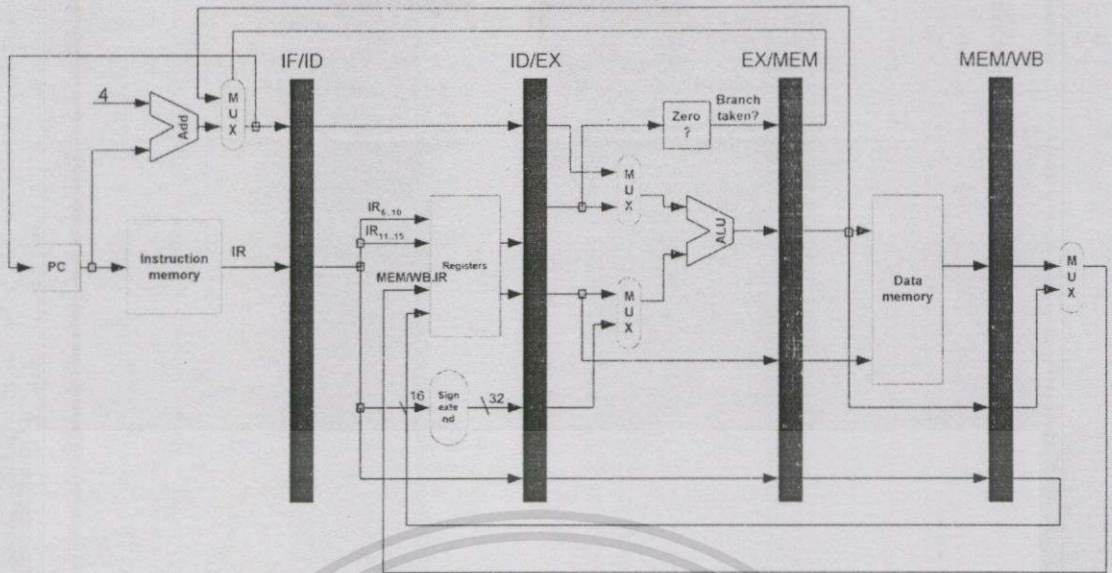 IF/ID
ID/EX
EX/MEM
MEM/WB
4
Add
M
U
X
Zero
?
Branch
taken?
M
U
X
ALU
IR6..10
IR11..15
MEM/WB.IR
Registers
IR
PC
Instruction
memory
M
U
X
Data
memory
M
U
X
16
Sign
exte
nd
32